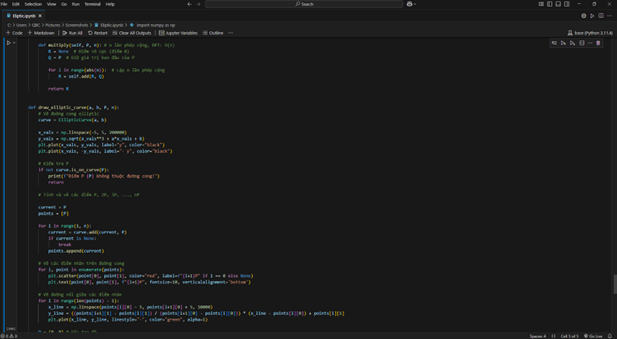 File Edit Selection View Go Run Terminal Help
Search
Eliptic.ipynb
C: > Users > QBC > Pictures > Screenshots > Eliptic.ipynb > import numpy as np
+ Code + Markdown | Run All Restart Clear All Outputs | Jupyter Variables Outline ...
base (Python 3.11.4)
def multiply(self, P, n): # n lần phép cộng, BFT: O(n)
R = None # Điểm vô cực (điểm O)
Q = P # Giữ giá trị ban đầu của P
for i in range(abs(n)): # cộp n lần phép cộng
R = self.add(R, Q)
return R
def draw_elliptic_curve(a, b, P, n):
# Vẽ đường cong elliptic
curve = EllipticCurve(a, b)
x_vals = np.linspace(-5, 5, 200000)
y_vals = np.sqrt(x_vals**3 + a*x_vals + b)
plt.plot(x_vals, y_vals, label="y", color="black")
plt.plot(x_vals, -y_vals, label="- y", color="black")
# Kiểm tra P
if not curve.is_on_curve(P):
print(f"Điểm P {P} không thuộc đường cong!")
return
# Tính và vẽ các điểm P, 2P, 3P, ..., nP
current = P
points = [P]
for i in range(1, n):
current = curve.add(current, P)
if current is None:
break
points.append(current)
# Vẽ các điểm nhân trên đường cong
for i, point in enumerate(points):
plt.scatter(point[0], point[1], color="red", label=f"{i+1}P" if i == 0 else None)
plt.text(point[0], point[1], f"{i+1}P", fontsize=10, verticalalignment='bottom')
# Vẽ đường nối giữa các điểm nhân
for i in range(len(points) - 1):
x_line = np.linspace(points[i][0] - 5, points[i+1][0] + 5, 10000)
y_line = ((points[i+1][1] - points[i][1]) / (points[i+1][0] - points[i][0])) * (x_line - points[i][0]) + points[i][1]
plt.plot(x_line, y_line, linestyle="-", color="green", alpha=1)
0 0
Spaces: 4 Cell 5 of 5 Go Live